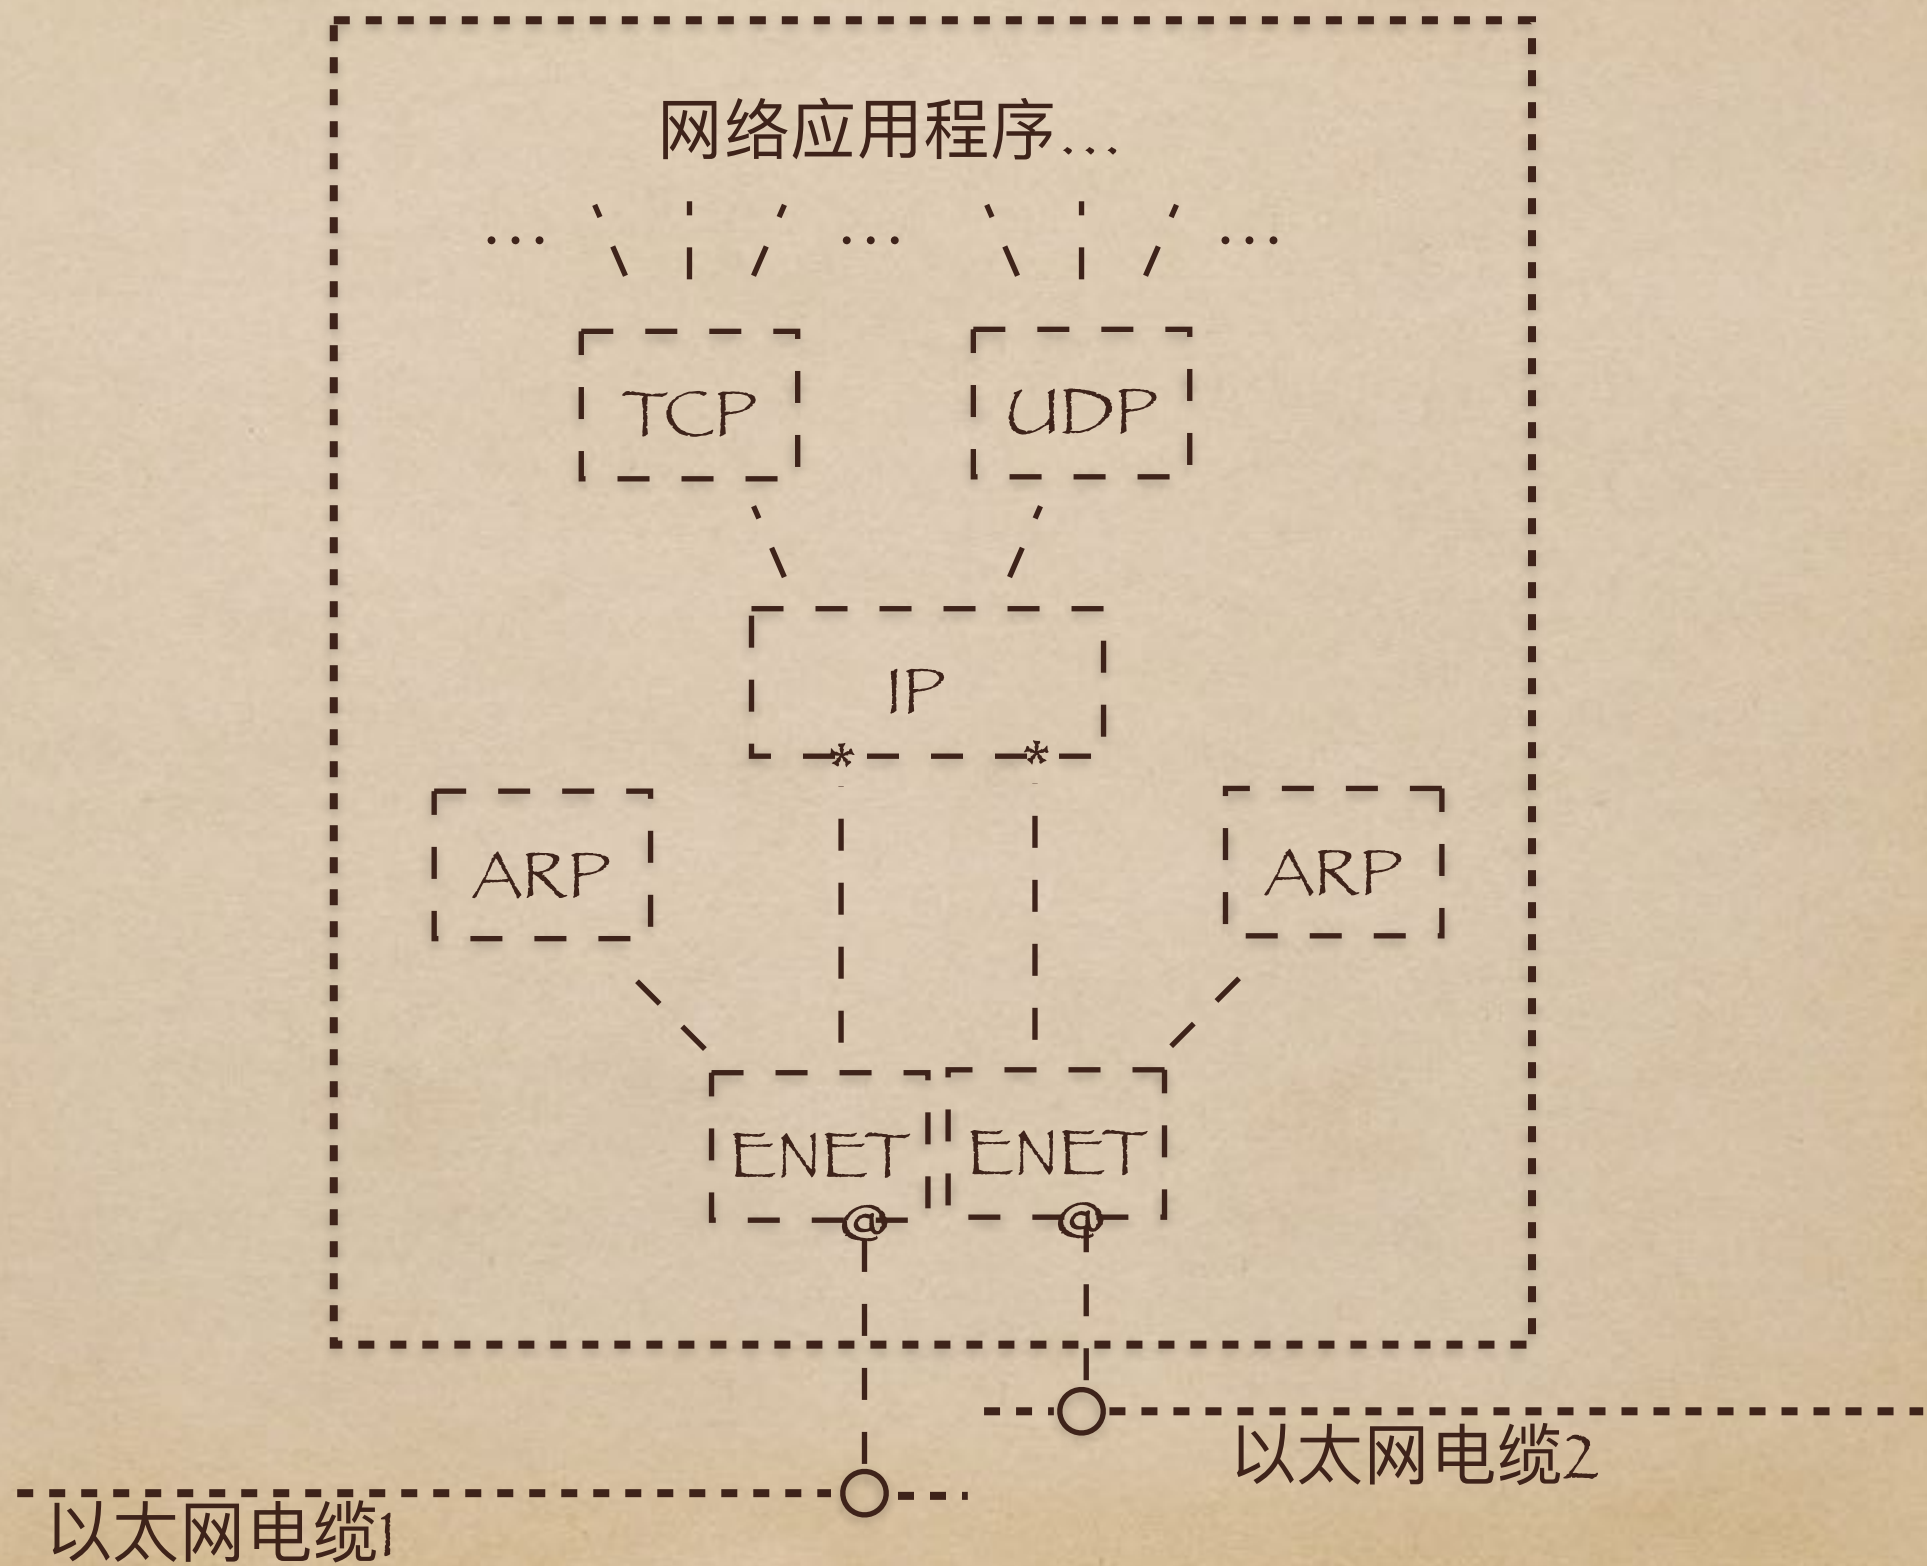 网络应用程序...
... ... ...
TCP UDP
IP
* *
ARP ARP
ENET ENET
@ @
以太网电缆2
以太网电缆1